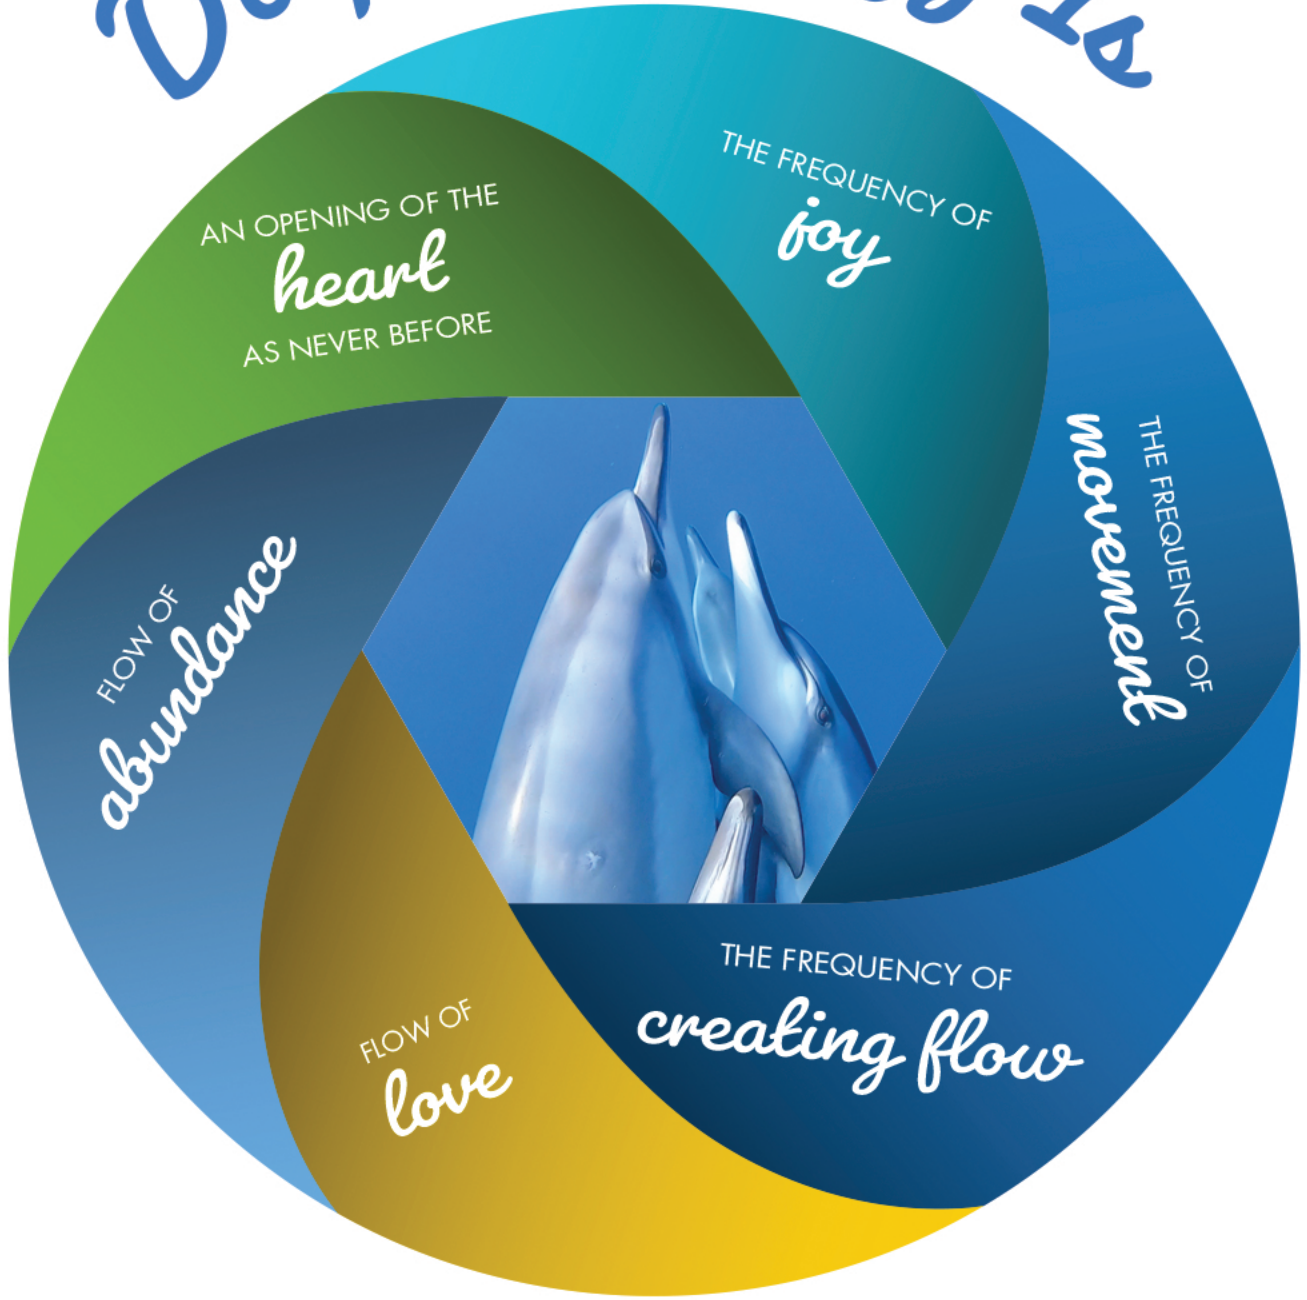 Is
THE FREQUENCY OF
joy
THE FREQUENCY OF
movement
THE FREQUENCY OF
creating flow
FLOW OF
love
FLOW OF
abundance
AN OPENING OF THE
heart
AS NEVER BEFORE